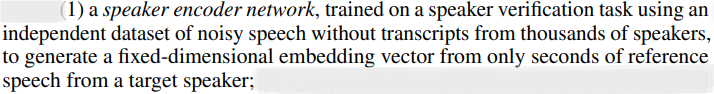 (1) a speaker encoder network, trained on a speaker verification task using an
independent dataset of noisy speech without transcripts from thousands of speakers,
to generate a fixed-dimensional embedding vector from only seconds of reference
speech from a target speaker;